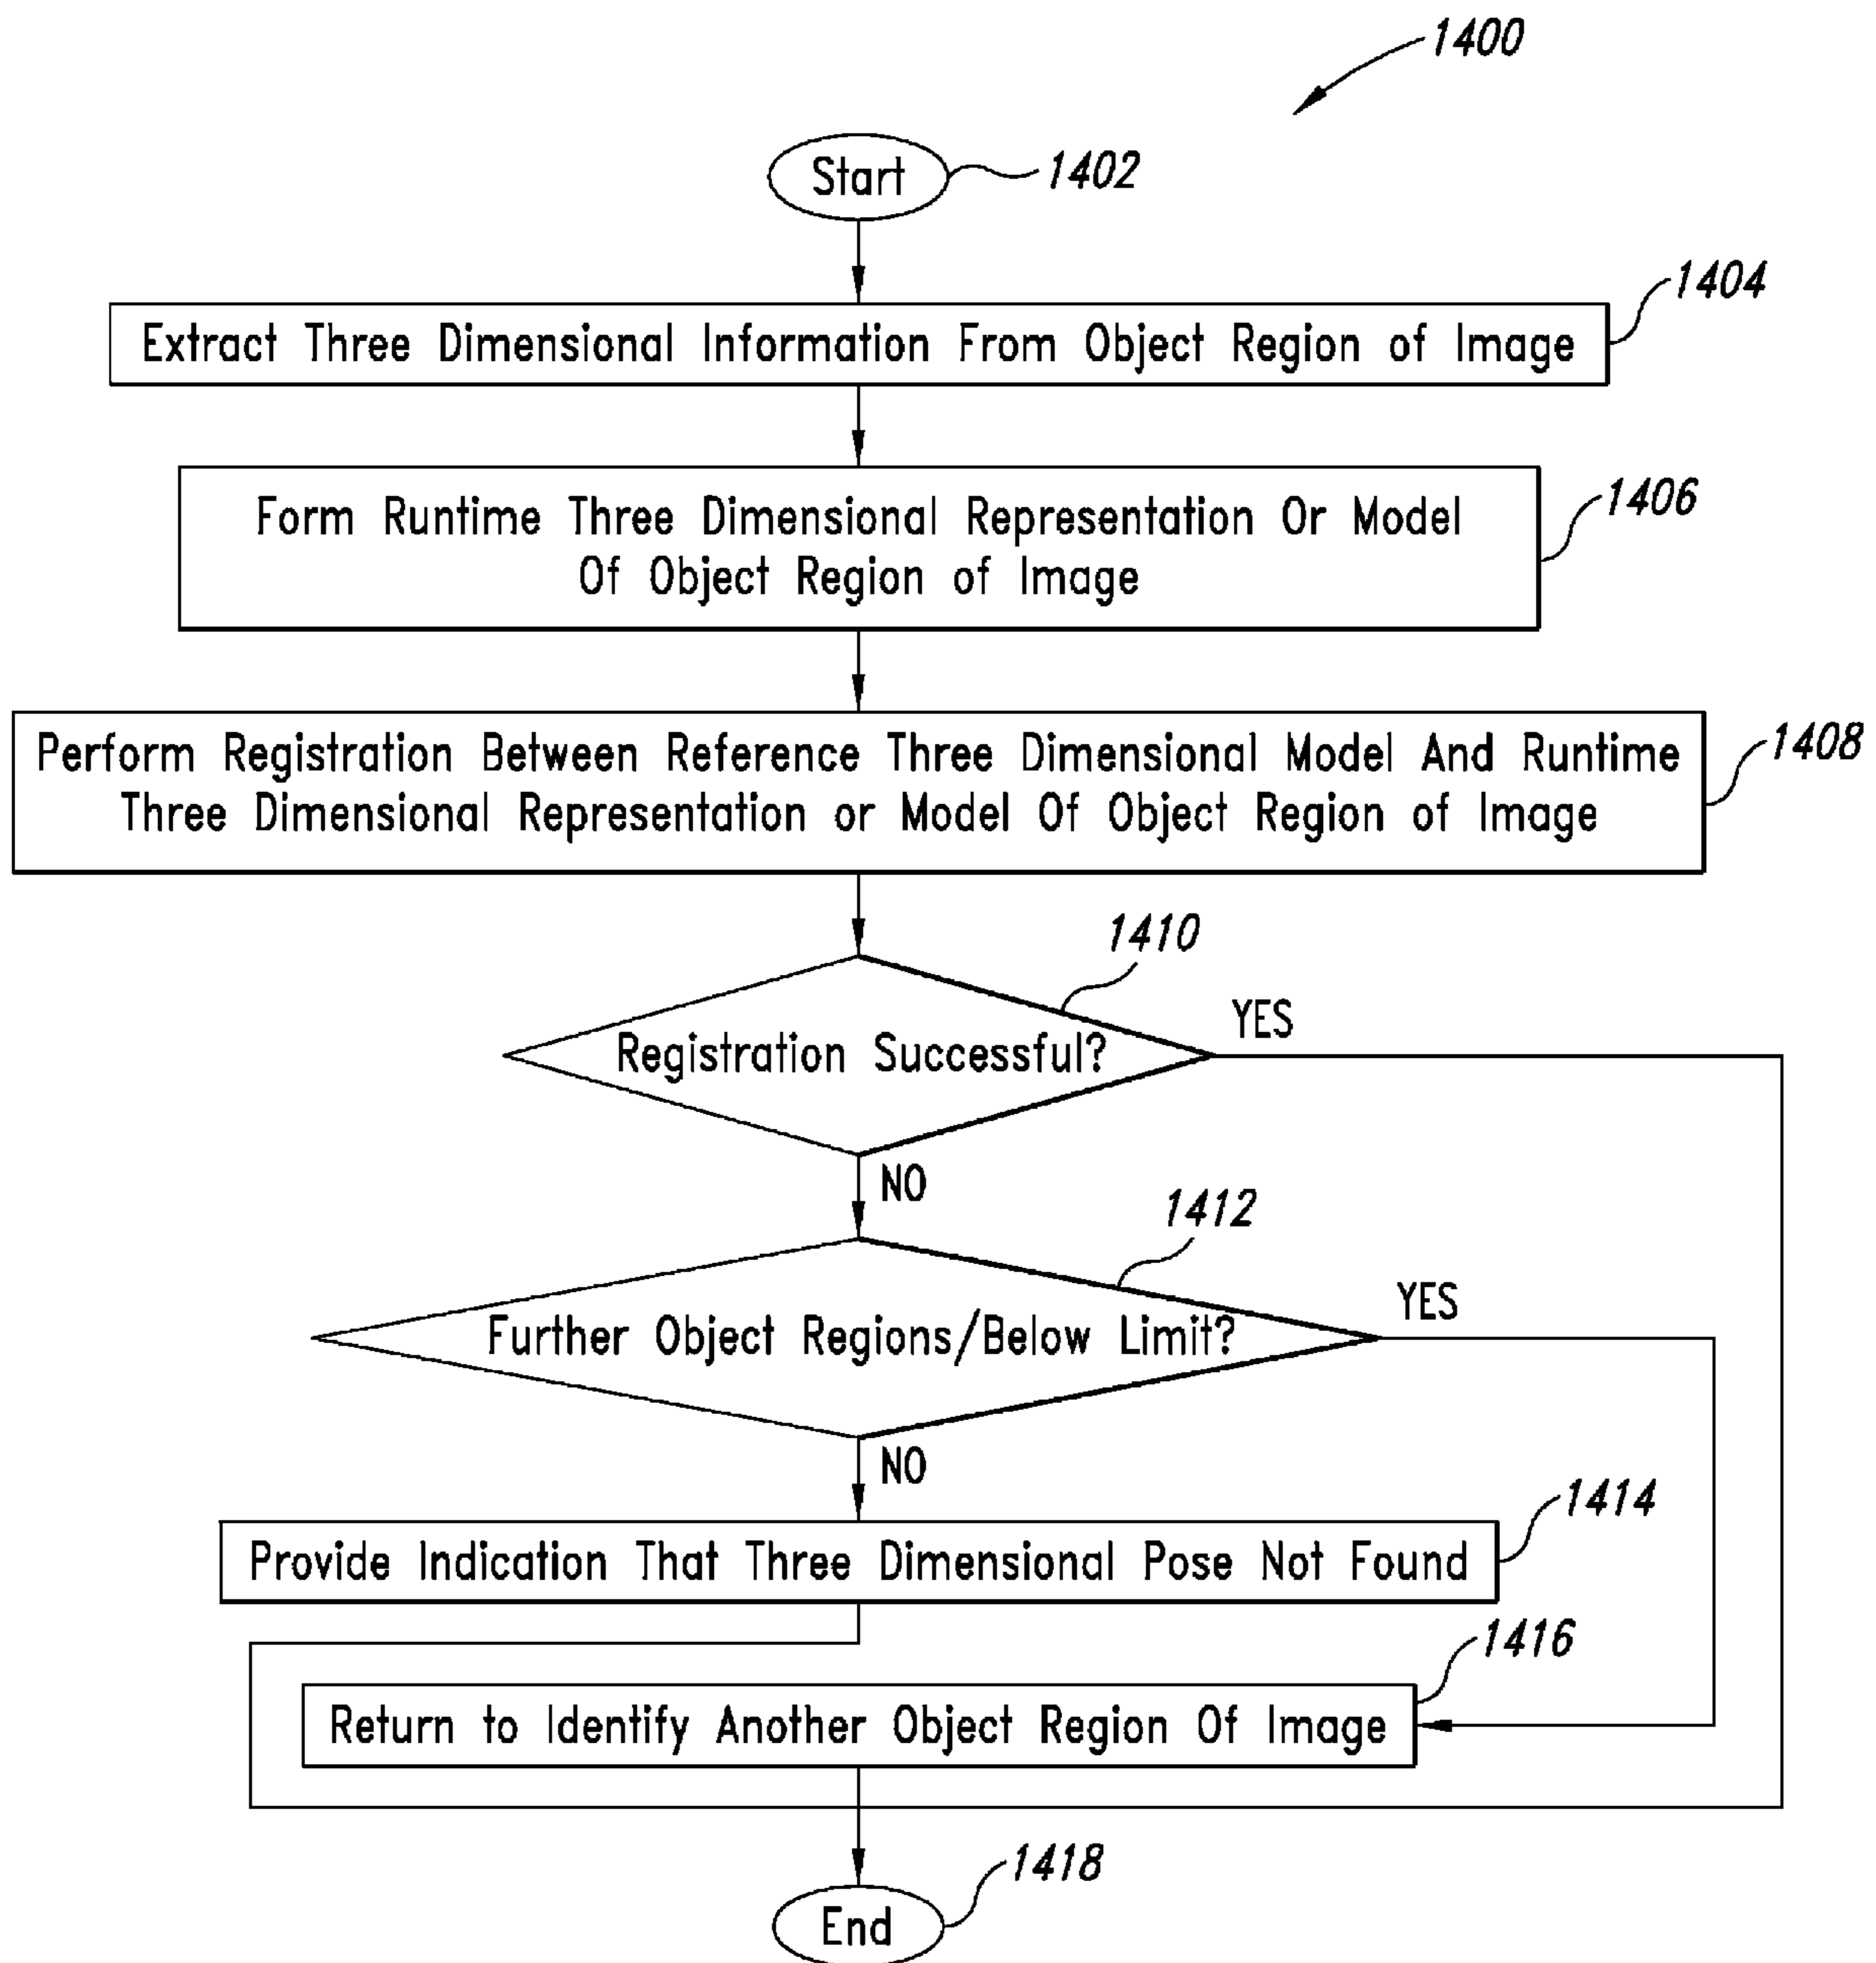 1400
Start
1402
1404
Extract Three Dimensional Information From Object Region of Image
1406
Form Runtime Three Dimensional Representation Or Model
Of Object Region of Image
1408
Perform Registration Between Reference Three Dimensional Model And Runtime
Three Dimensional Representation or Model Of Object Region of Image
1410
YES
Registration Successful?
NO
1412
YES
Further Object Regions/Below Limit?
NO
1414
Provide Indication That Three Dimensional Pose Not Found
1416
Return to Identify Another Object Region Of Image
1418
End